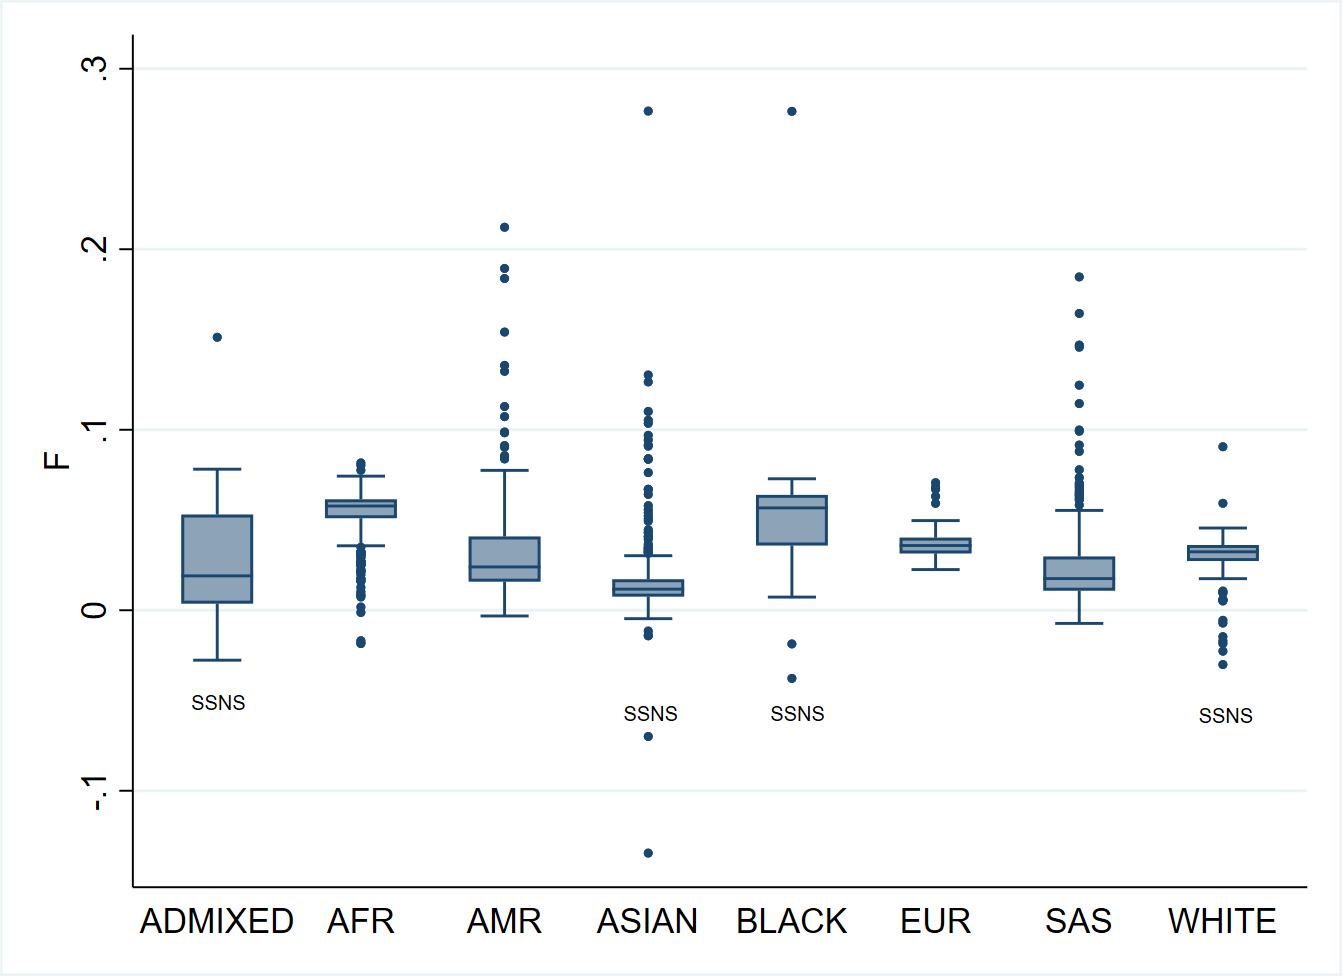 .3
.2
.1
0
-.1
F
SSNS
SSNS
SSNS
SSNS
ADMIXED AFR AMR ASIAN BLACK EUR SAS WHITE